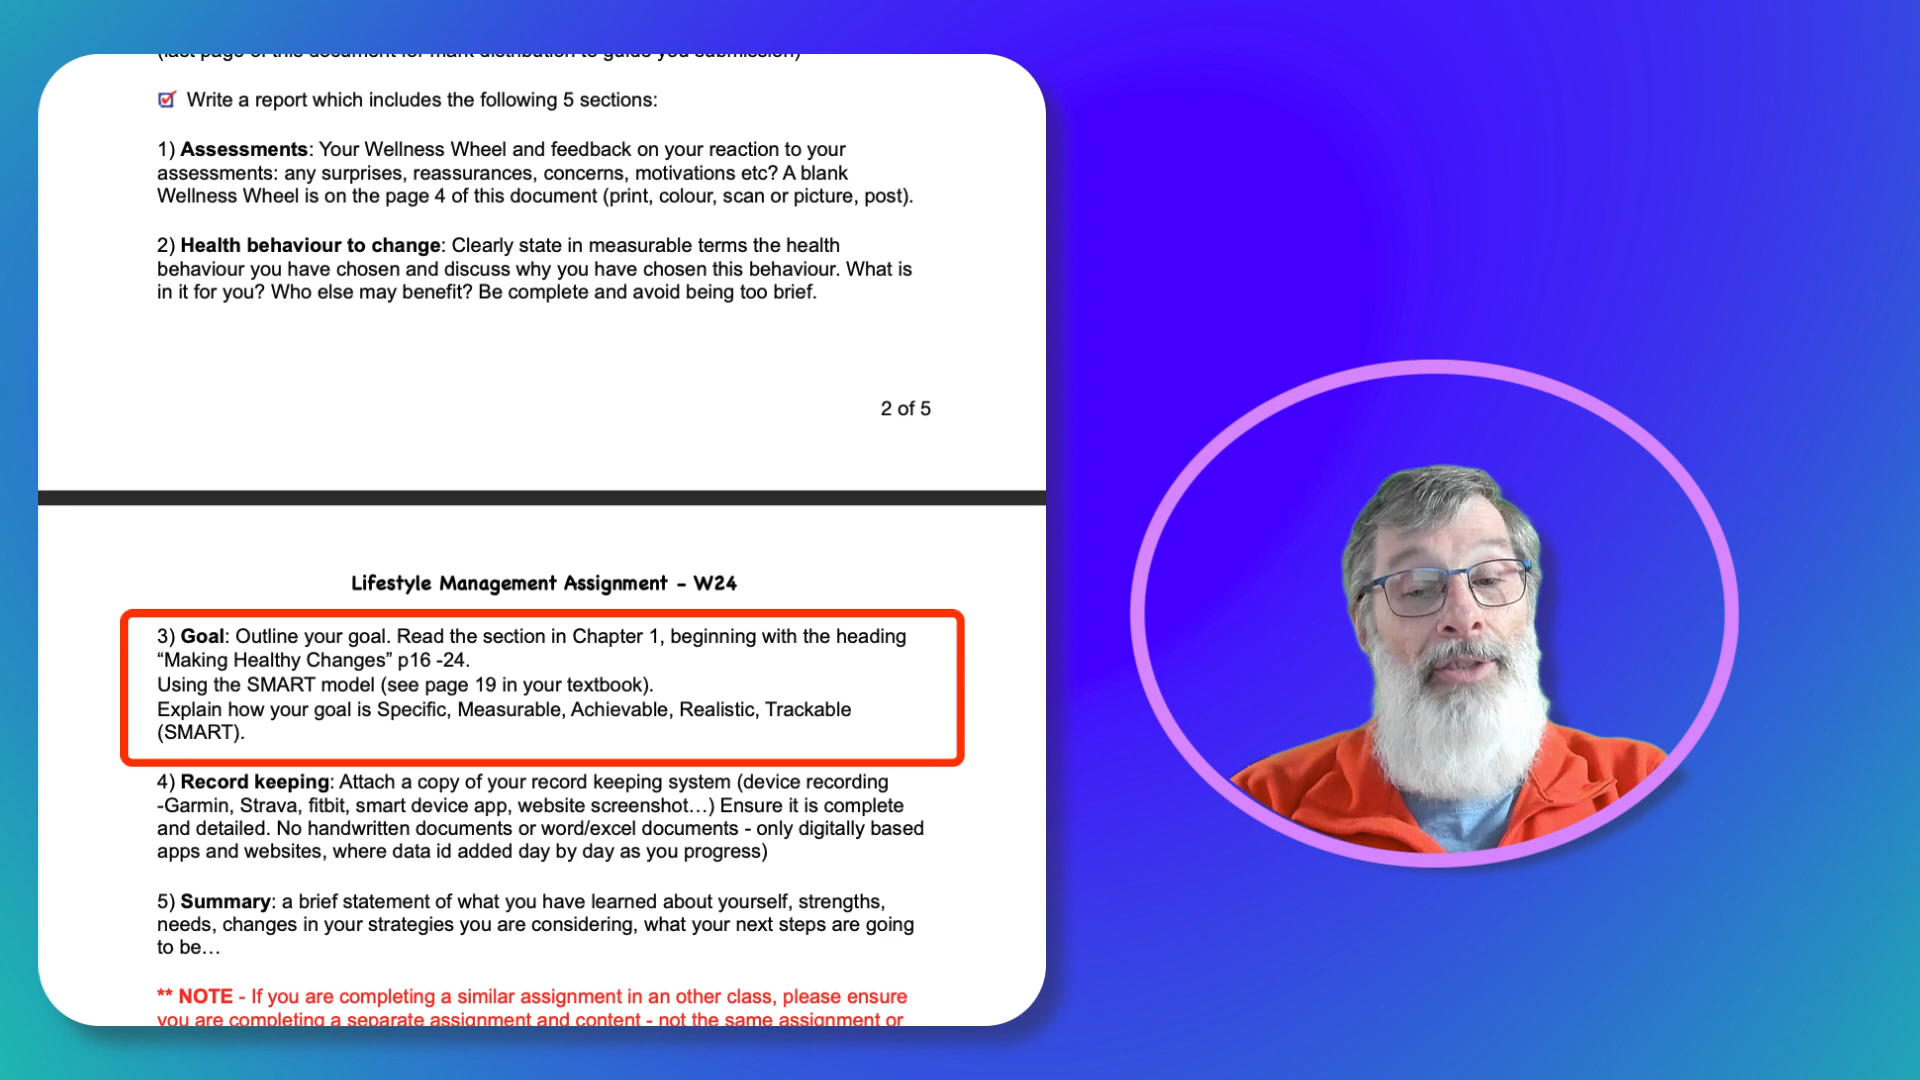 (last page of this document for mark distribution to guide you submission)
Write a report which includes the following 5 sections:
1) Assessments: Your Wellness Wheel and feedback on your reaction to your
assessments: any surprises, reassurances, concerns, motivations etc? A blank
Wellness Wheel is on the page 4 of this document (print, colour, scan or picture, post).
2) Health behaviour to change: Clearly state in measurable terms the health
behaviour you have chosen and discuss why you have chosen this behaviour. What is
in it for you? Who else may benefit? Be complete and avoid being too brief.
2 of 5
Lifestyle Management Assignment - W24
3) Goal: Outline your goal. Read the section in Chapter 1, beginning with the heading
“Making Healthy Changes” p16 -24.
Using the SMART model (see page 19 in your textbook).
Explain how your goal is Specific, Measurable, Achievable, Realistic, Trackable
(SMART).
4) Record keeping: Attach a copy of your record keeping system (device recording
-Garmin, Strava, fitbit, smart device app, website screenshot…) Ensure it is complete
and detailed. No handwritten documents or word/excel documents - only digitally based
apps and websites, where data id added day by day as you progress)
5) Summary: a brief statement of what you have learned about yourself, strengths,
needs, changes in your strategies you are considering, what your next steps are going
to be…
** NOTE - If you are completing a similar assignment in an other class, please ensure
you are completing a separate assignment and content - not the same assignment or